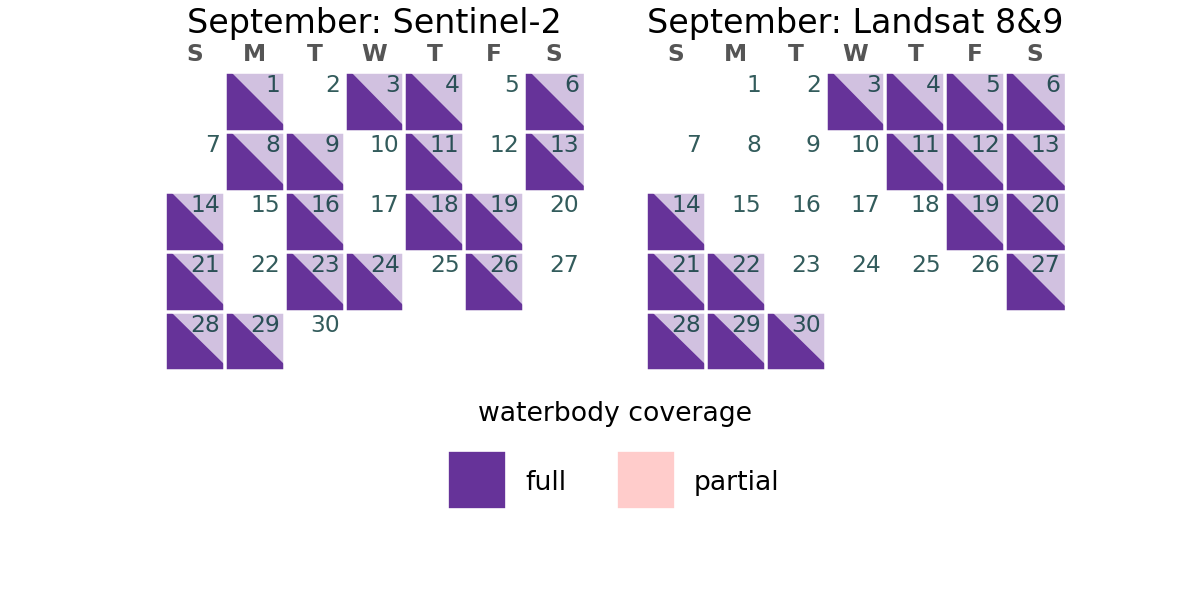 September: Sentinel-2
S M T W T F S
1 2 3 4 5 6
7 8 9 10 11 12 13
14 15 16 17 18 19 20
21 22 23 24 25 26 27
28 29 30
September: Landsat 8&9
S M T W T F S
1 2 3 4 5 6
7 8 9 10 11 12 13
14 15 16 17 18 19 20
21 22 23 24 25 26 27
28 29 30
waterbody coverage
full partial